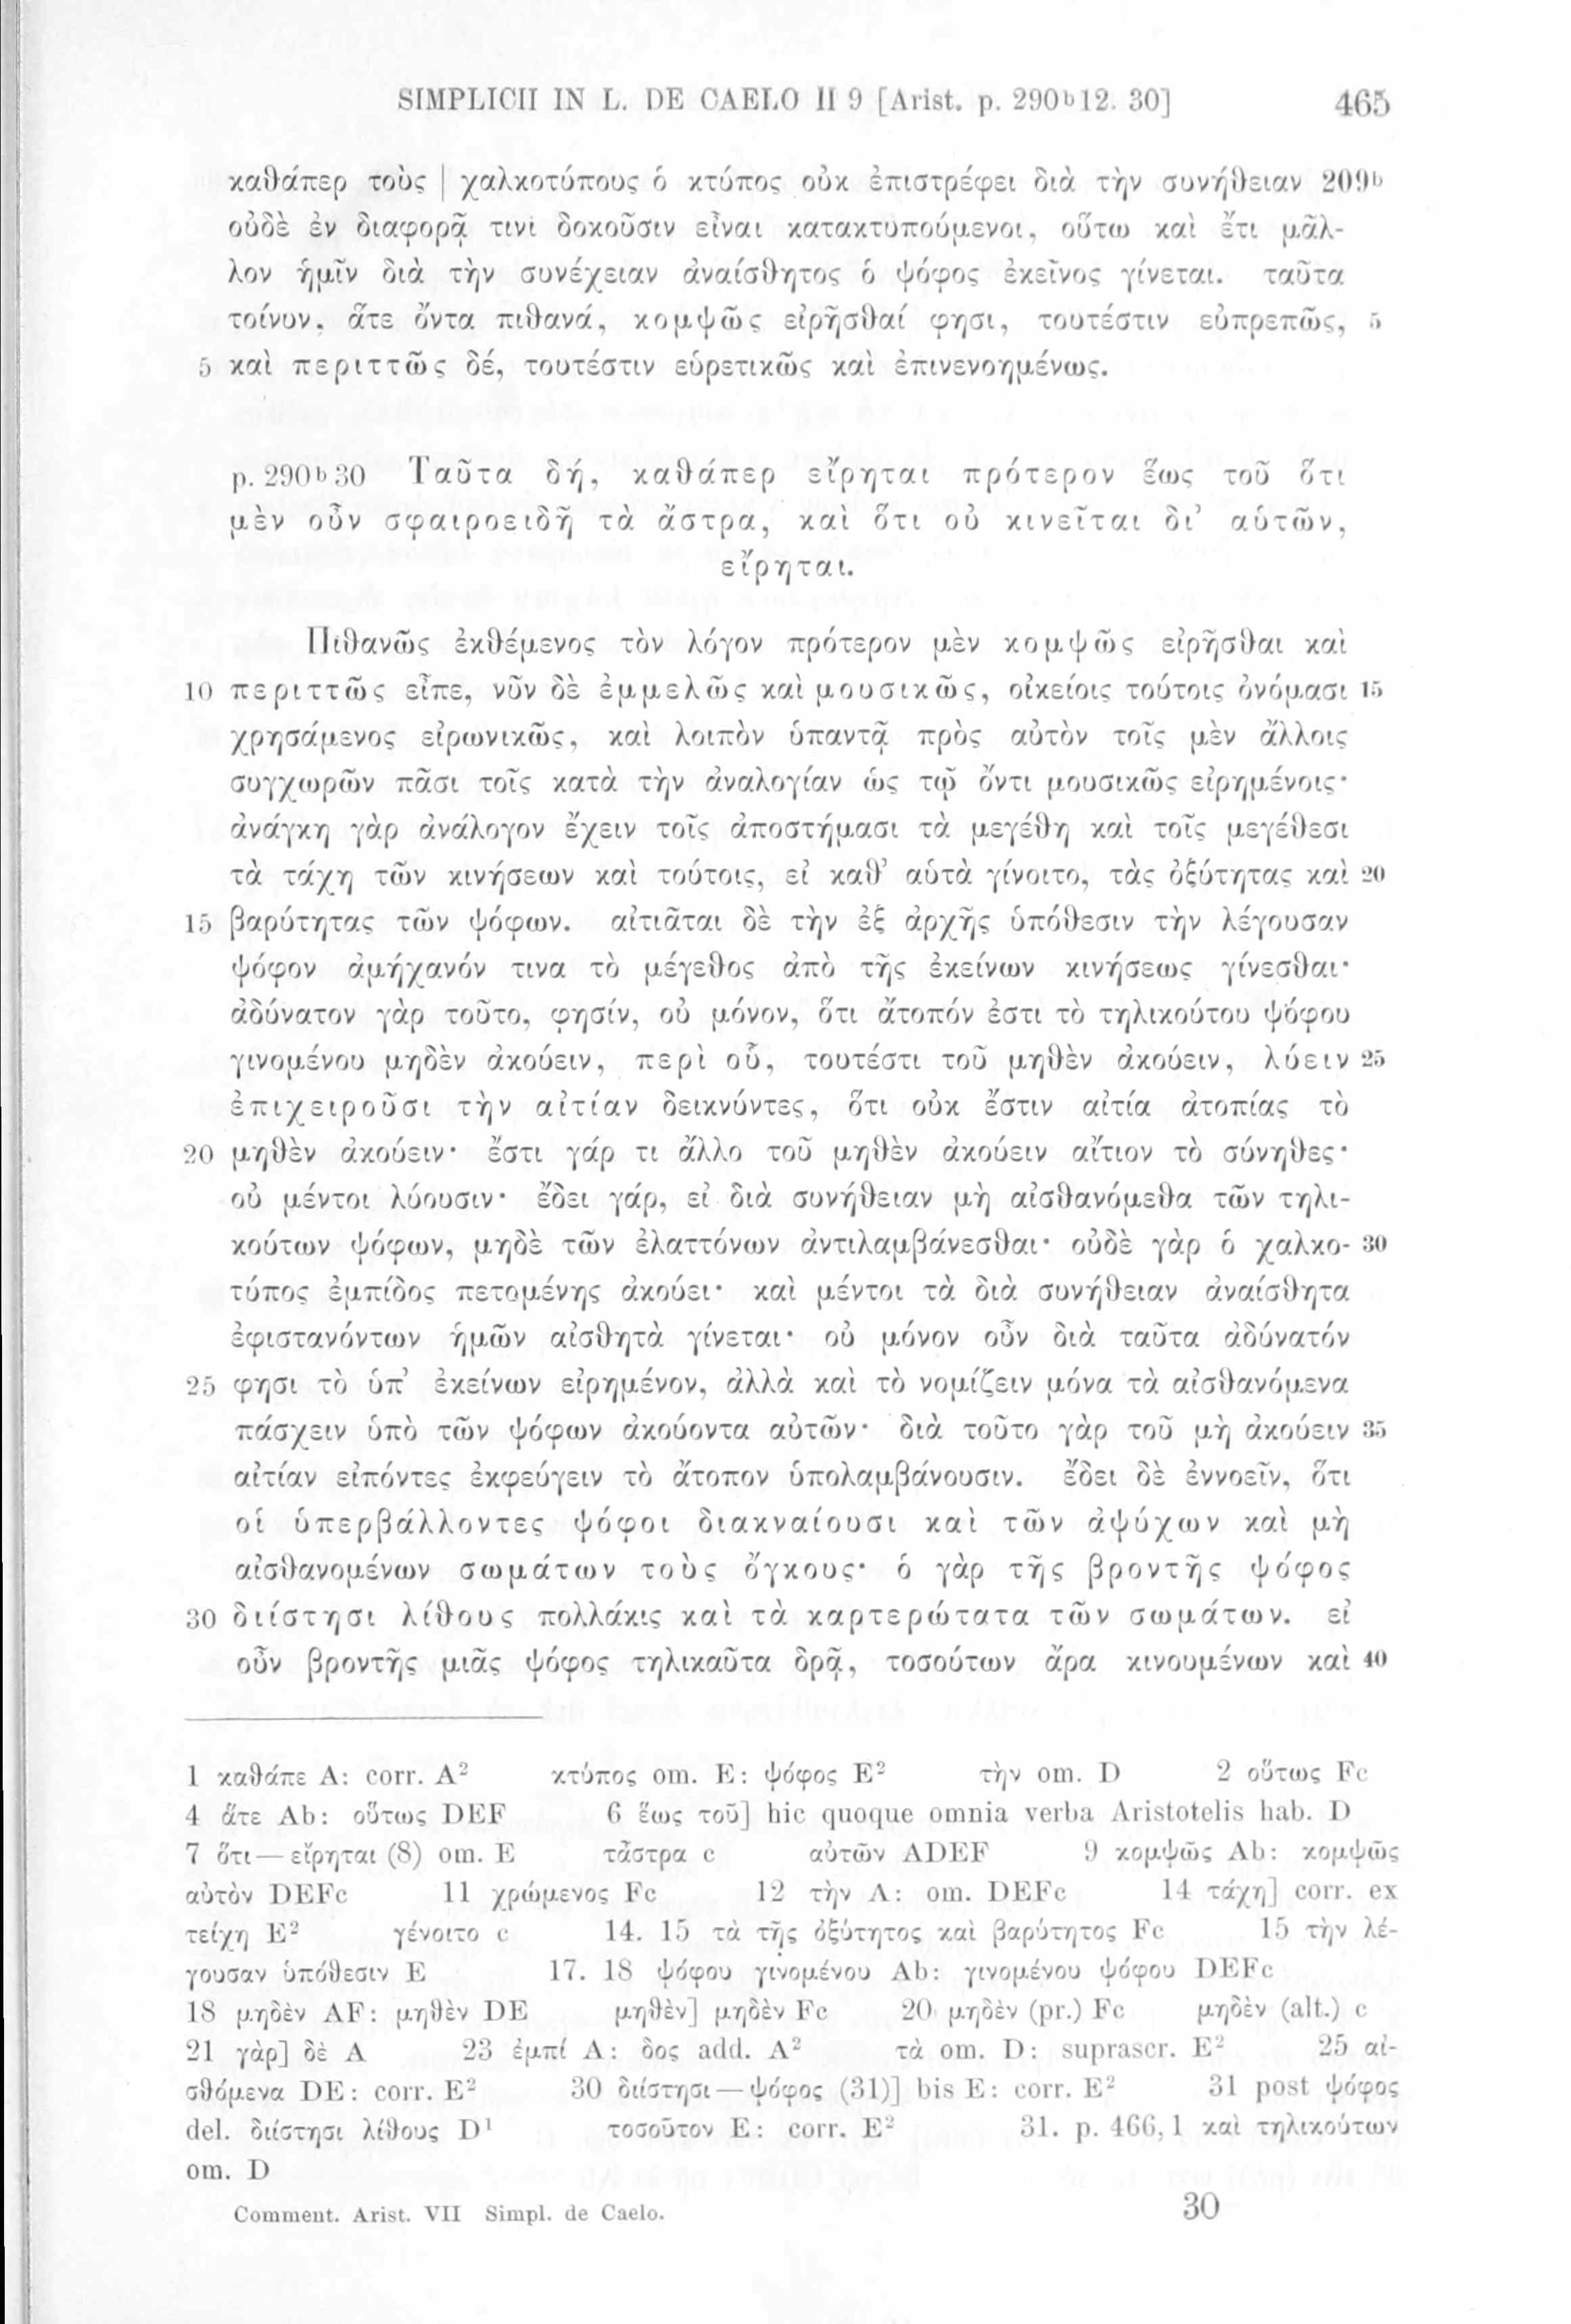 SIMPLICII IN L. DE CAELO II 9 [Arist. p. 290ᵇ12. 30] 465
καθάπερ τοὺς | χαλκοτύπους ὁ κτύπος οὐκ ἐπιστρέφει διὰ τὴν συνήθειαν 209ᵇ
οὐδὲ ἐν διαφορᾷ τινι δοκοῦσιν εἶναι κατακτυπούμενοι, οὕτω καὶ ἔτι μᾶλ-
λον ἡμῖν διὰ τὴν συνέχειαν ἀναίσθητος ὁ ψόφος ἐκεῖνος γίνεται. ταῦτα
τοίνυν, ἅτε ὄντα πιθανά, κομψῶς εἰρῆσθαί φησι, τουτέστιν εὐπρεπῶς, 5
5 καὶ περιττῶς δέ, τουτέστιν εὑρετικῶς καὶ ἐπινενοημένως.
p. 290ᵇ30 Ταῦτα δή, καθάπερ εἴρηται πρότερον ἕως τοῦ ὅτι
μὲν οὖν σφαιροειδῆ τὰ ἄστρα, καὶ ὅτι οὐ κινεῖται δι’ αὑτῶν,
εἴρηται.
Πιθανῶς ἐκθέμενος τὸν λόγον πρότερον μὲν κομψῶς εἰρῆσθαι καὶ
10 περιττῶς εἶπε, νῦν δὲ ἐμμελῶς καὶ μουσικῶς, οἰκείοις τούτοις ὀνόμασι 15
χρησάμενος εἰρωνικῶς, καὶ λοιπὸν ὑπαντᾷ πρὸς αὐτὸν τοῖς μὲν ἄλλοις
συγχωρῶν πᾶσι τοῖς κατὰ τὴν ἀναλογίαν ὡς τῷ ὄντι μουσικῶς εἰρημένοις·
ἀνάγκη γὰρ ἀνάλογον ἔχειν τοῖς ἀποστήμασι τὰ μεγέθη καὶ τοῖς μεγέθεσι
τὰ τάχη τῶν κινήσεων καὶ τούτοις, εἰ καθ’ αὑτὰ γίνοιτο, τὰς ὀξύτητας καὶ 20
15 βαρύτητας τῶν ψόφων. αἰτιᾶται δὲ τὴν ἐξ ἀρχῆς ὑπόθεσιν τὴν λέγουσαν
ψόφον ἀμήχανόν τινα τὸ μέγεθος ἀπὸ τῆς ἐκείνων κινήσεως γίνεσθαι·
ἀδύνατον γὰρ τοῦτο, φησίν, οὐ μόνον, ὅτι ἄτοπόν ἐστι τὸ τηλικούτου ψόφου
γινομένου μηδὲν ἀκούειν, περὶ οὗ, τουτέστι τοῦ μηθὲν ἀκούειν, λύειν 25
ἐπιχειροῦσι τὴν αἰτίαν δεικνύντες, ὅτι οὐκ ἔστιν αἰτία ἀτοπίας τὸ
20 μηθὲν ἀκούειν· ἔστι γάρ τι ἄλλο τοῦ μηθὲν ἀκούειν αἴτιον τὸ σύνηθες·
οὐ μέντοι λύουσιν· ἔδει γάρ, εἰ διὰ συνήθειαν μὴ αἰσθανόμεθα τῶν τηλι-
κούτων ψόφων, μηδὲ τῶν ἐλαττόνων ἀντιλαμβάνεσθαι· οὐδὲ γὰρ ὁ χαλκο- 30
τύπος ἐμπίδος πετομένης ἀκούει· καὶ μέντοι τὰ διὰ συνήθειαν ἀναίσθητα
ἐφιστανόντων ἡμῶν αἰσθητὰ γίνεται· οὐ μόνον οὖν διὰ ταῦτα ἀδύνατόν
25 φησι τὸ ὑπ’ ἐκείνων εἰρημένον, ἀλλὰ καὶ τὸ νομίζειν μόνα τὰ αἰσθανόμενα
πάσχειν ὑπὸ τῶν ψόφων ἀκούοντα αὐτῶν· διὰ τοῦτο γὰρ τοῦ μὴ ἀκούειν 35
αἰτίαν εἰπόντες ἐκφεύγειν τὸ ἄτοπον ὑπολαμβάνουσιν. ἔδει δὲ ἐννοεῖν, ὅτι
οἱ ὑπερβάλλοντες ψόφοι διακναίουσι καὶ τῶν ἀψύχων καὶ μὴ
αἰσθανομένων σωμάτων τοὺς ὄγκους· ὁ γὰρ τῆς βροντῆς ψόφος
30 διίστησι λίθους πολλάκις καὶ τὰ καρτερώτατα τῶν σωμάτων. εἰ
οὖν βροντῆς μιᾶς ψόφος τηλικαῦτα δρᾷ, τοσούτων ἄρα κινουμένων καὶ 40
1 καθάπε A: corr. A² κτύπος om. E: ψόφος E² τὴν om. D 2 οὕτως Fc
4 ἅτε Ab: οὕτως DEF 6 ἕως τοῦ] hic quoque omnia verba Aristotelis hab. D
7 ὅτι—εἴρηται (8) om. E τἆστρα c αὐτῶν ADEF 9 κομψῶς Ab: κομψῶς
αὐτὸν DEFc 11 χρώμενος Fc 12 τὴν A: om. DEFc 14 τάχη] corr. ex
τείχη E² γένοιτο c 14. 15 τὰ τῆς ὀξύτητος καὶ βαρύτητος Fc 15 τὴν λέ-
γουσαν ὑπόθεσιν E 17. 18 ψόφου γινομένου Ab: γινομένου ψόφου DEFc
18 μηδὲν AF: μηθὲν DE μηθὲν] μηδὲν Fc 20 μηδὲν (pr.) Fc μηδὲν (alt.) c
21 γὰρ] δὲ A 23 ἐμπί A: δος add. A² τὰ om. D: suprascr. E² 25 αἰ-
σθόμενα DE: corr. E² 30 διίστησι—ψόφος (31)] bis E: corr. E² 31 post ψόφος
del. διίστησι λίθους D¹ τοσοῦτον E: corr. E² 31. p. 466,1 καὶ τηλικούτων
om. D
Comment. Arist. VII Simpl. de Caelo. 30